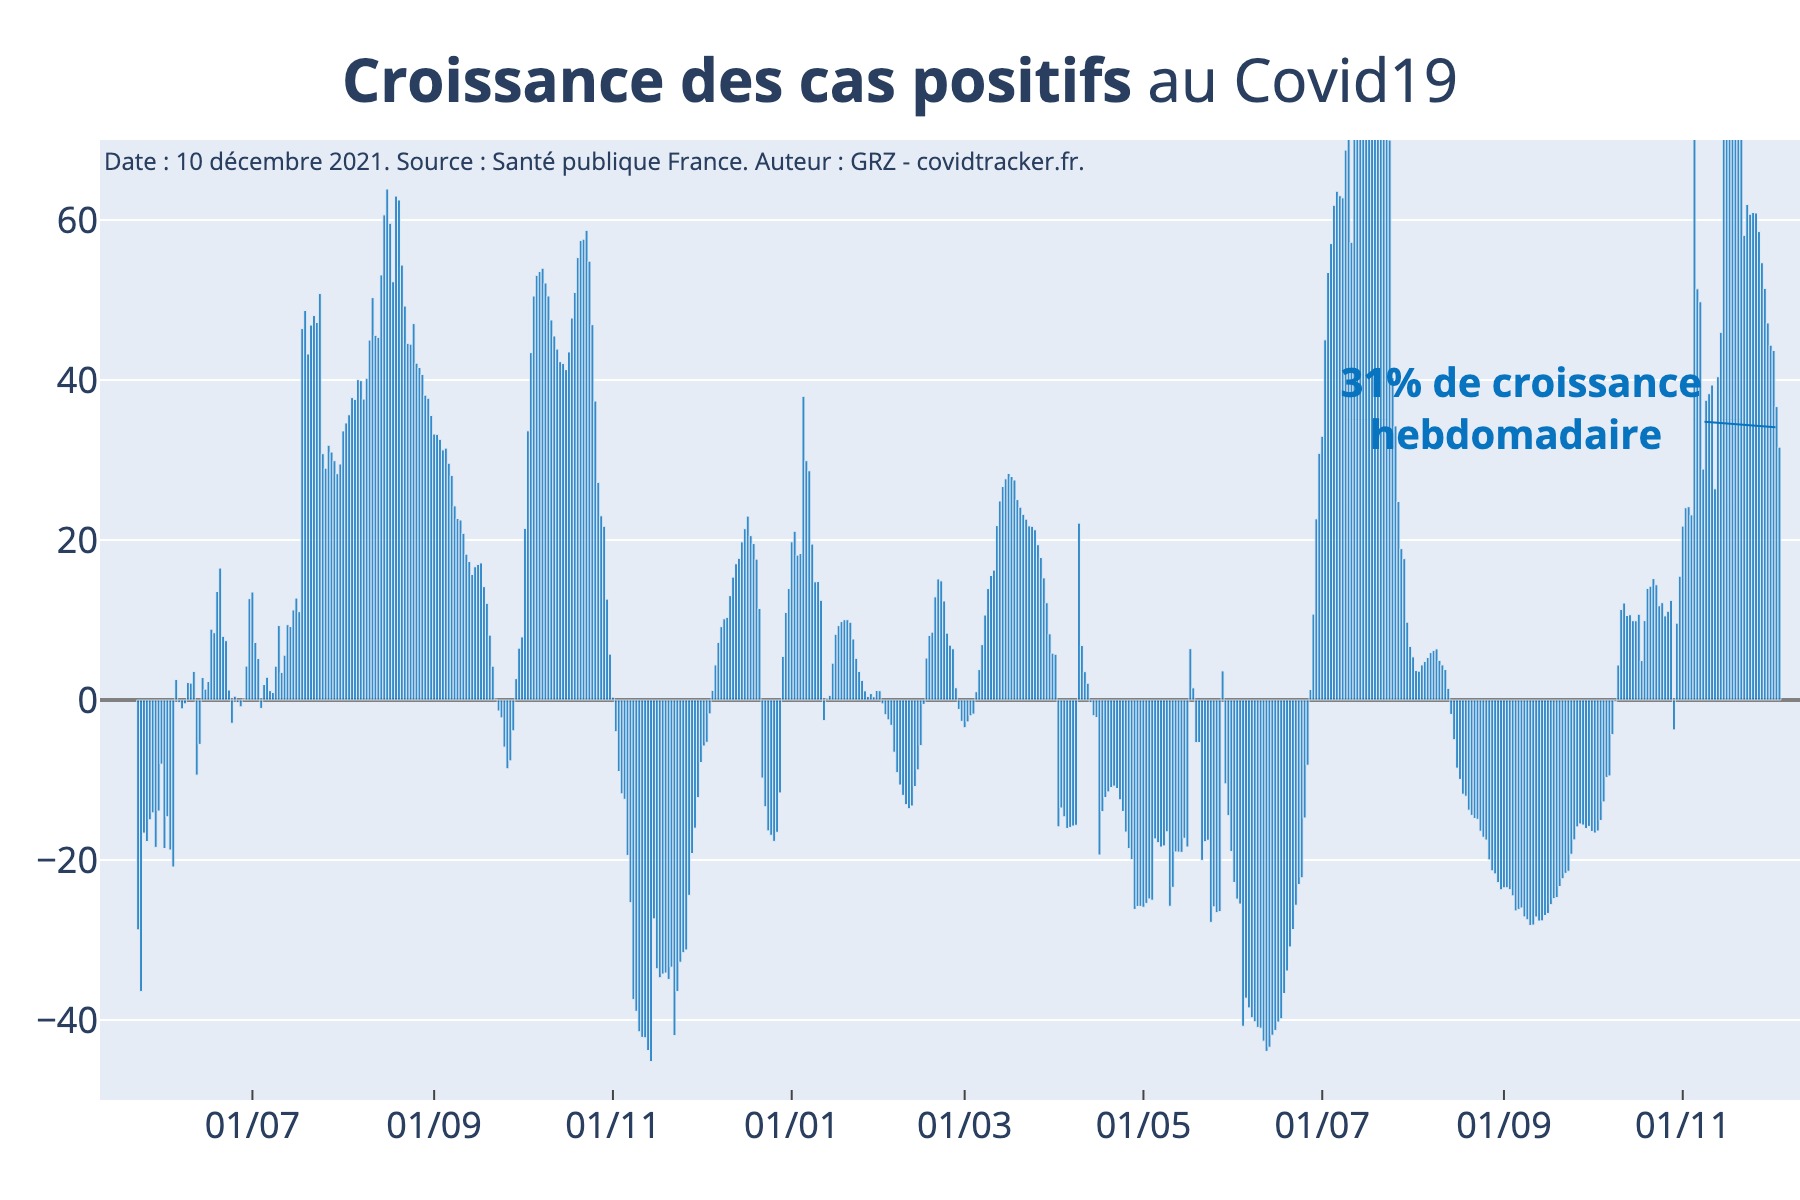 Croissance des cas positifs au Covid19
Date : 10 décembre 2021. Source : Santé publique France. Auteur : GRZ - covidtracker.fr.
60
40
31% de croissance
hebdomadaire
20
0
−20
−40
01/07 01/09 01/11 01/01 01/03 01/05 01/07 01/09 01/11